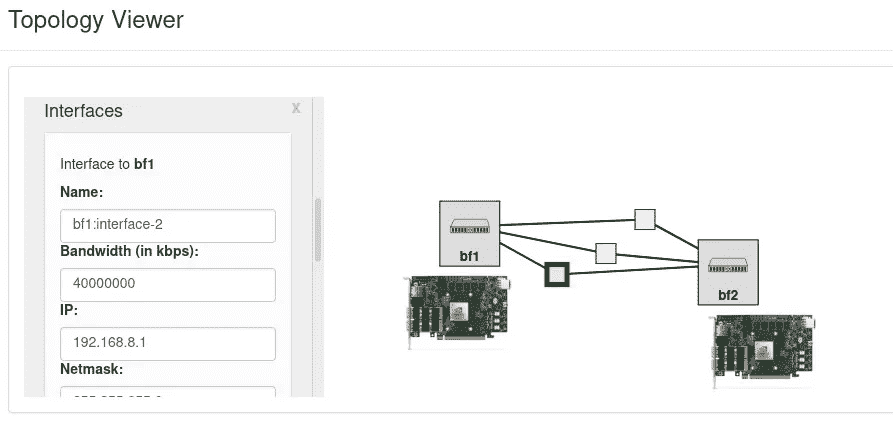 Topology Viewer
Interfaces
X
Interface to bf1
Name:
bf1:interface-2
Bandwidth (in kbps):
40000000
IP:
192.168.8.1
Netmask:
bf1
bf2